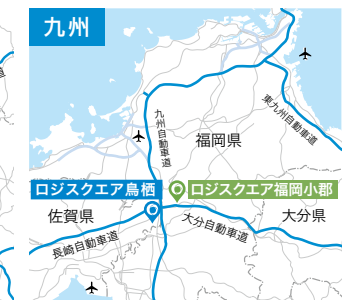 九州
東九州自動車道
九州自動車道
福岡県
ロジスクエア鳥栖
ロジスクエア福岡小郡
佐賀県
大分自動車道
大分県
長崎自動車道